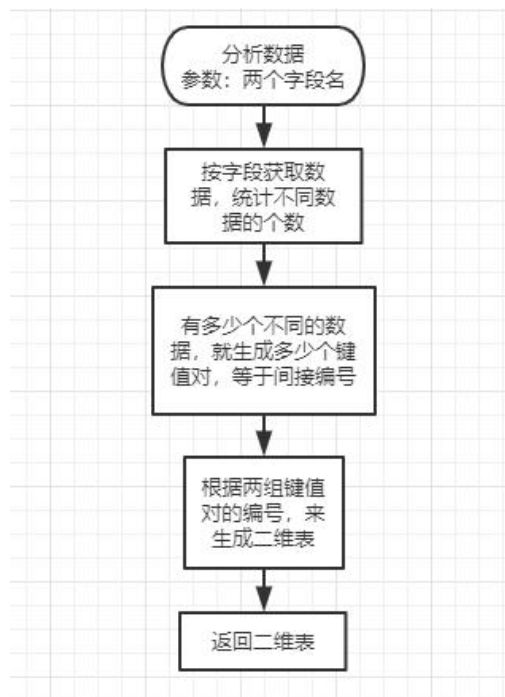 分析数据
参数：两个字段名
按字段获取数
据，统计不同数
据的个数
有多少个不同的数
据，就生成多少个键
值对，等于间接编号
根据两组键值
对的编号，来
生成二维表
返回二维表